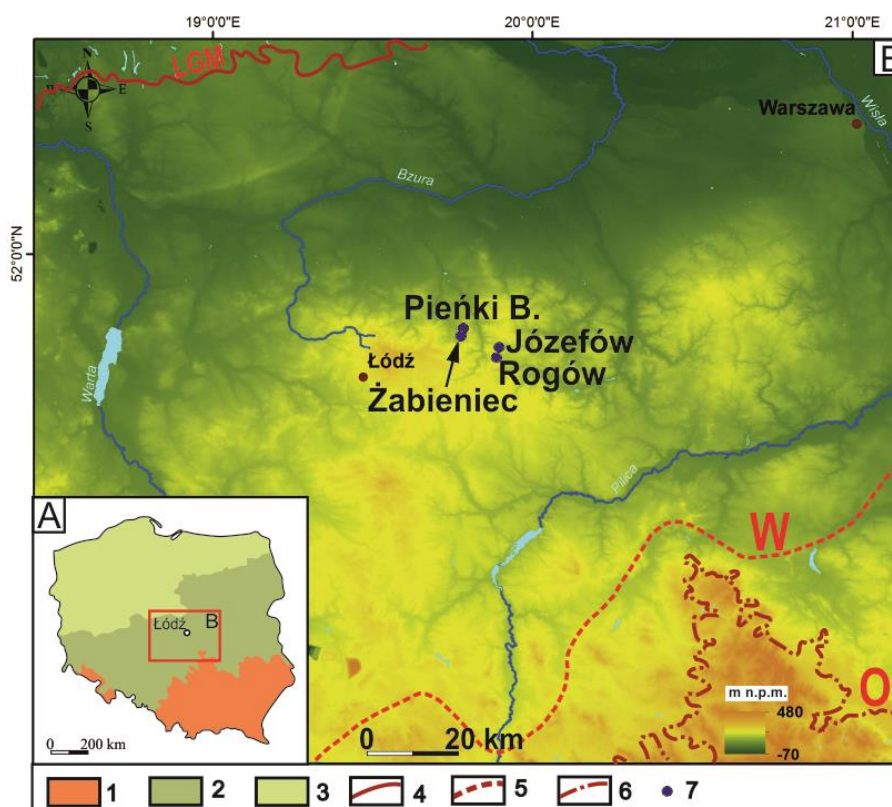 19°0'0"E 20°0'0"E 21°0'0"E
B
LGM
N
W E
S
Wisła
Warszawa
Bzura
52°0'0"N
Pieńki B.
Józefów
Łódź
Rogów
Żabieniec
Warta
Pilica
A
W
Łódź B
m n.p.m.
480
-70
O
0 200 km
0 20 km
1 2 3 4 5 6 7